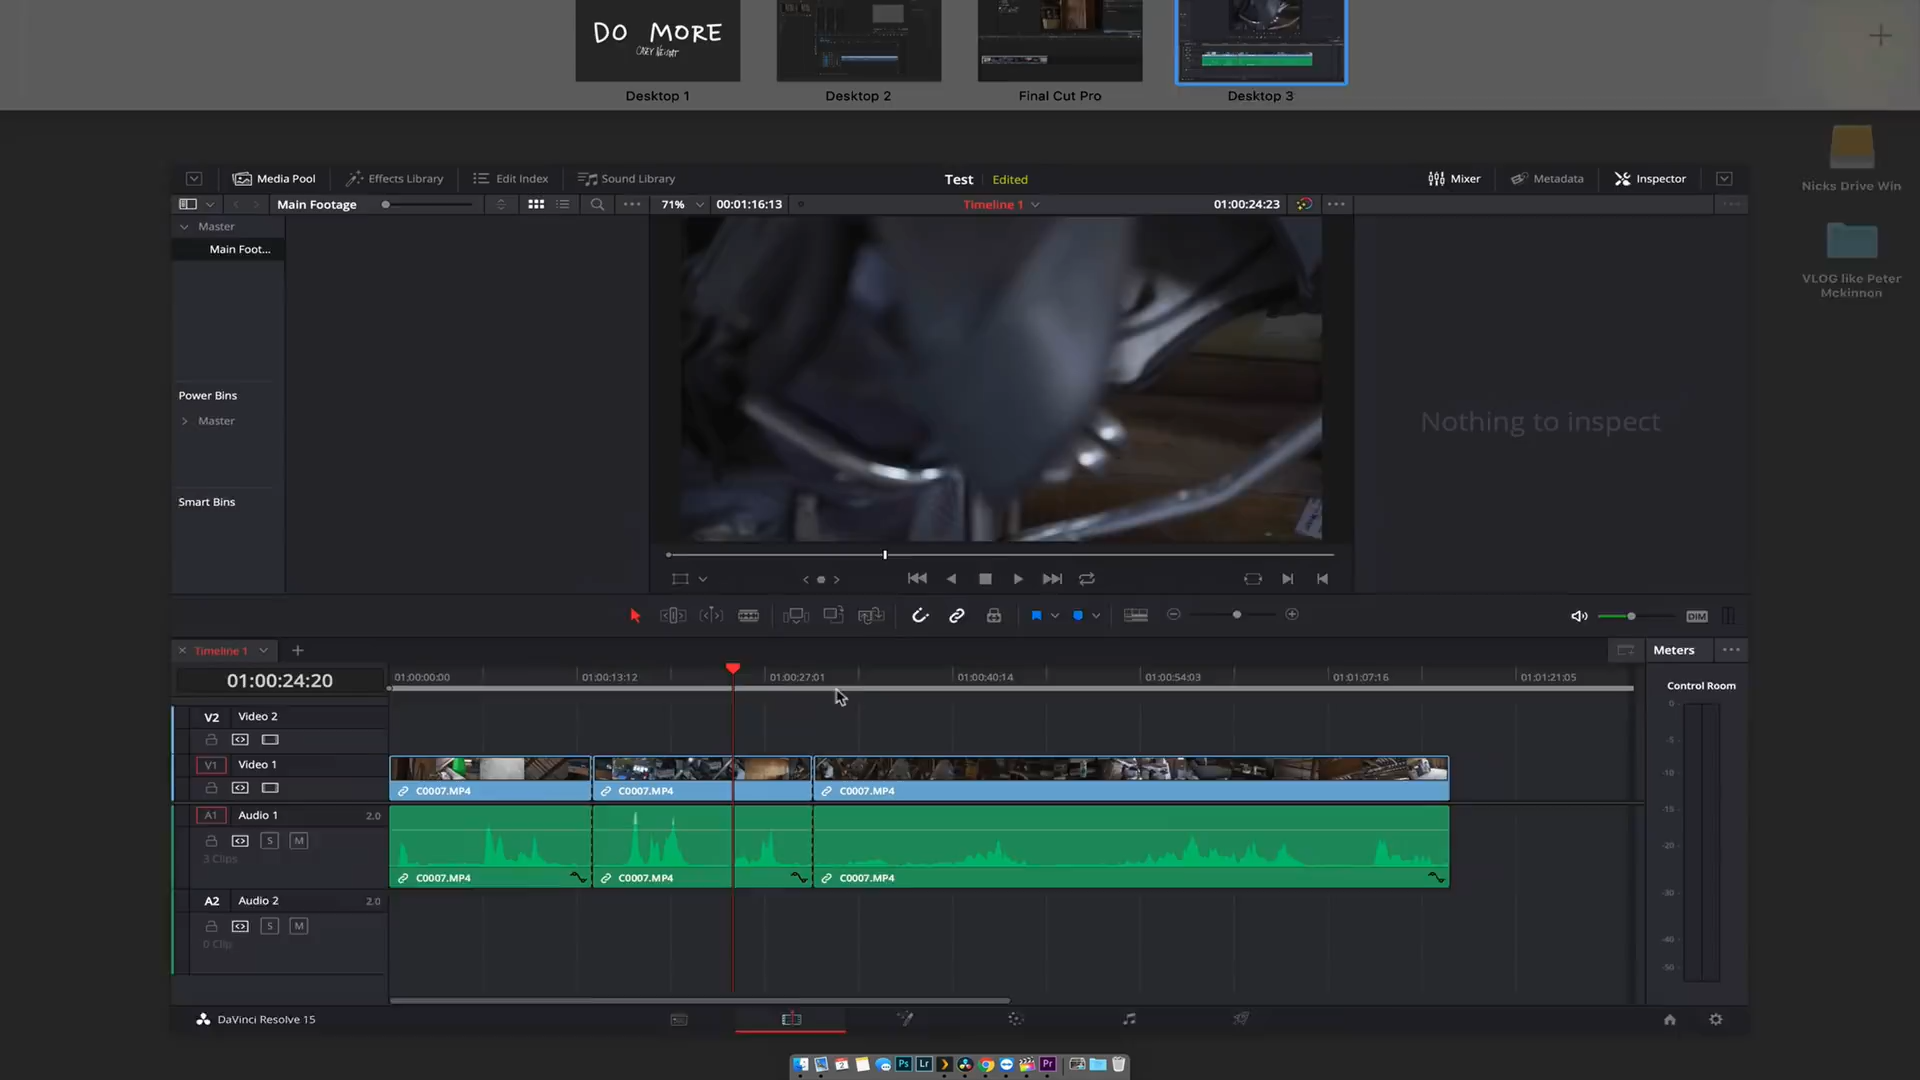 DO MORE
Desktop 1
Desktop 2
Final Cut Pro
Desktop 3
Nicks Drive Win
VLOG like Peter
Mckinnon
Media Pool
Effects Library
Edit Index
Sound Library
Test
Edited
Mixer
Metadata
Inspector
Main Footage
71%
00:01:16:13
Timeline 1
01:00:24:23
Master
Main Foot...
Power Bins
Master
Smart Bins
Nothing to inspect
DIM
Timeline 1
Meters
01:00:24:20
01:00:00:00
01:00:13:12
01:00:27:01
01:00:40:14
01:00:54:03
01:01:07:16
01:01:21:05
Control Room
V2 Video 2
V1 Video 1
C0007.MP4
C0007.MP4
C0007.MP4
A1 Audio 1 2.0
S M
3 Clips
C0007.MP4
C0007.MP4
C0007.MP4
A2 Audio 2 2.0
S M
0 Clip
0
-5
-10
-15
-20
-30
-40
-50
DaVinci Resolve 15
Ps
Lr
Pr